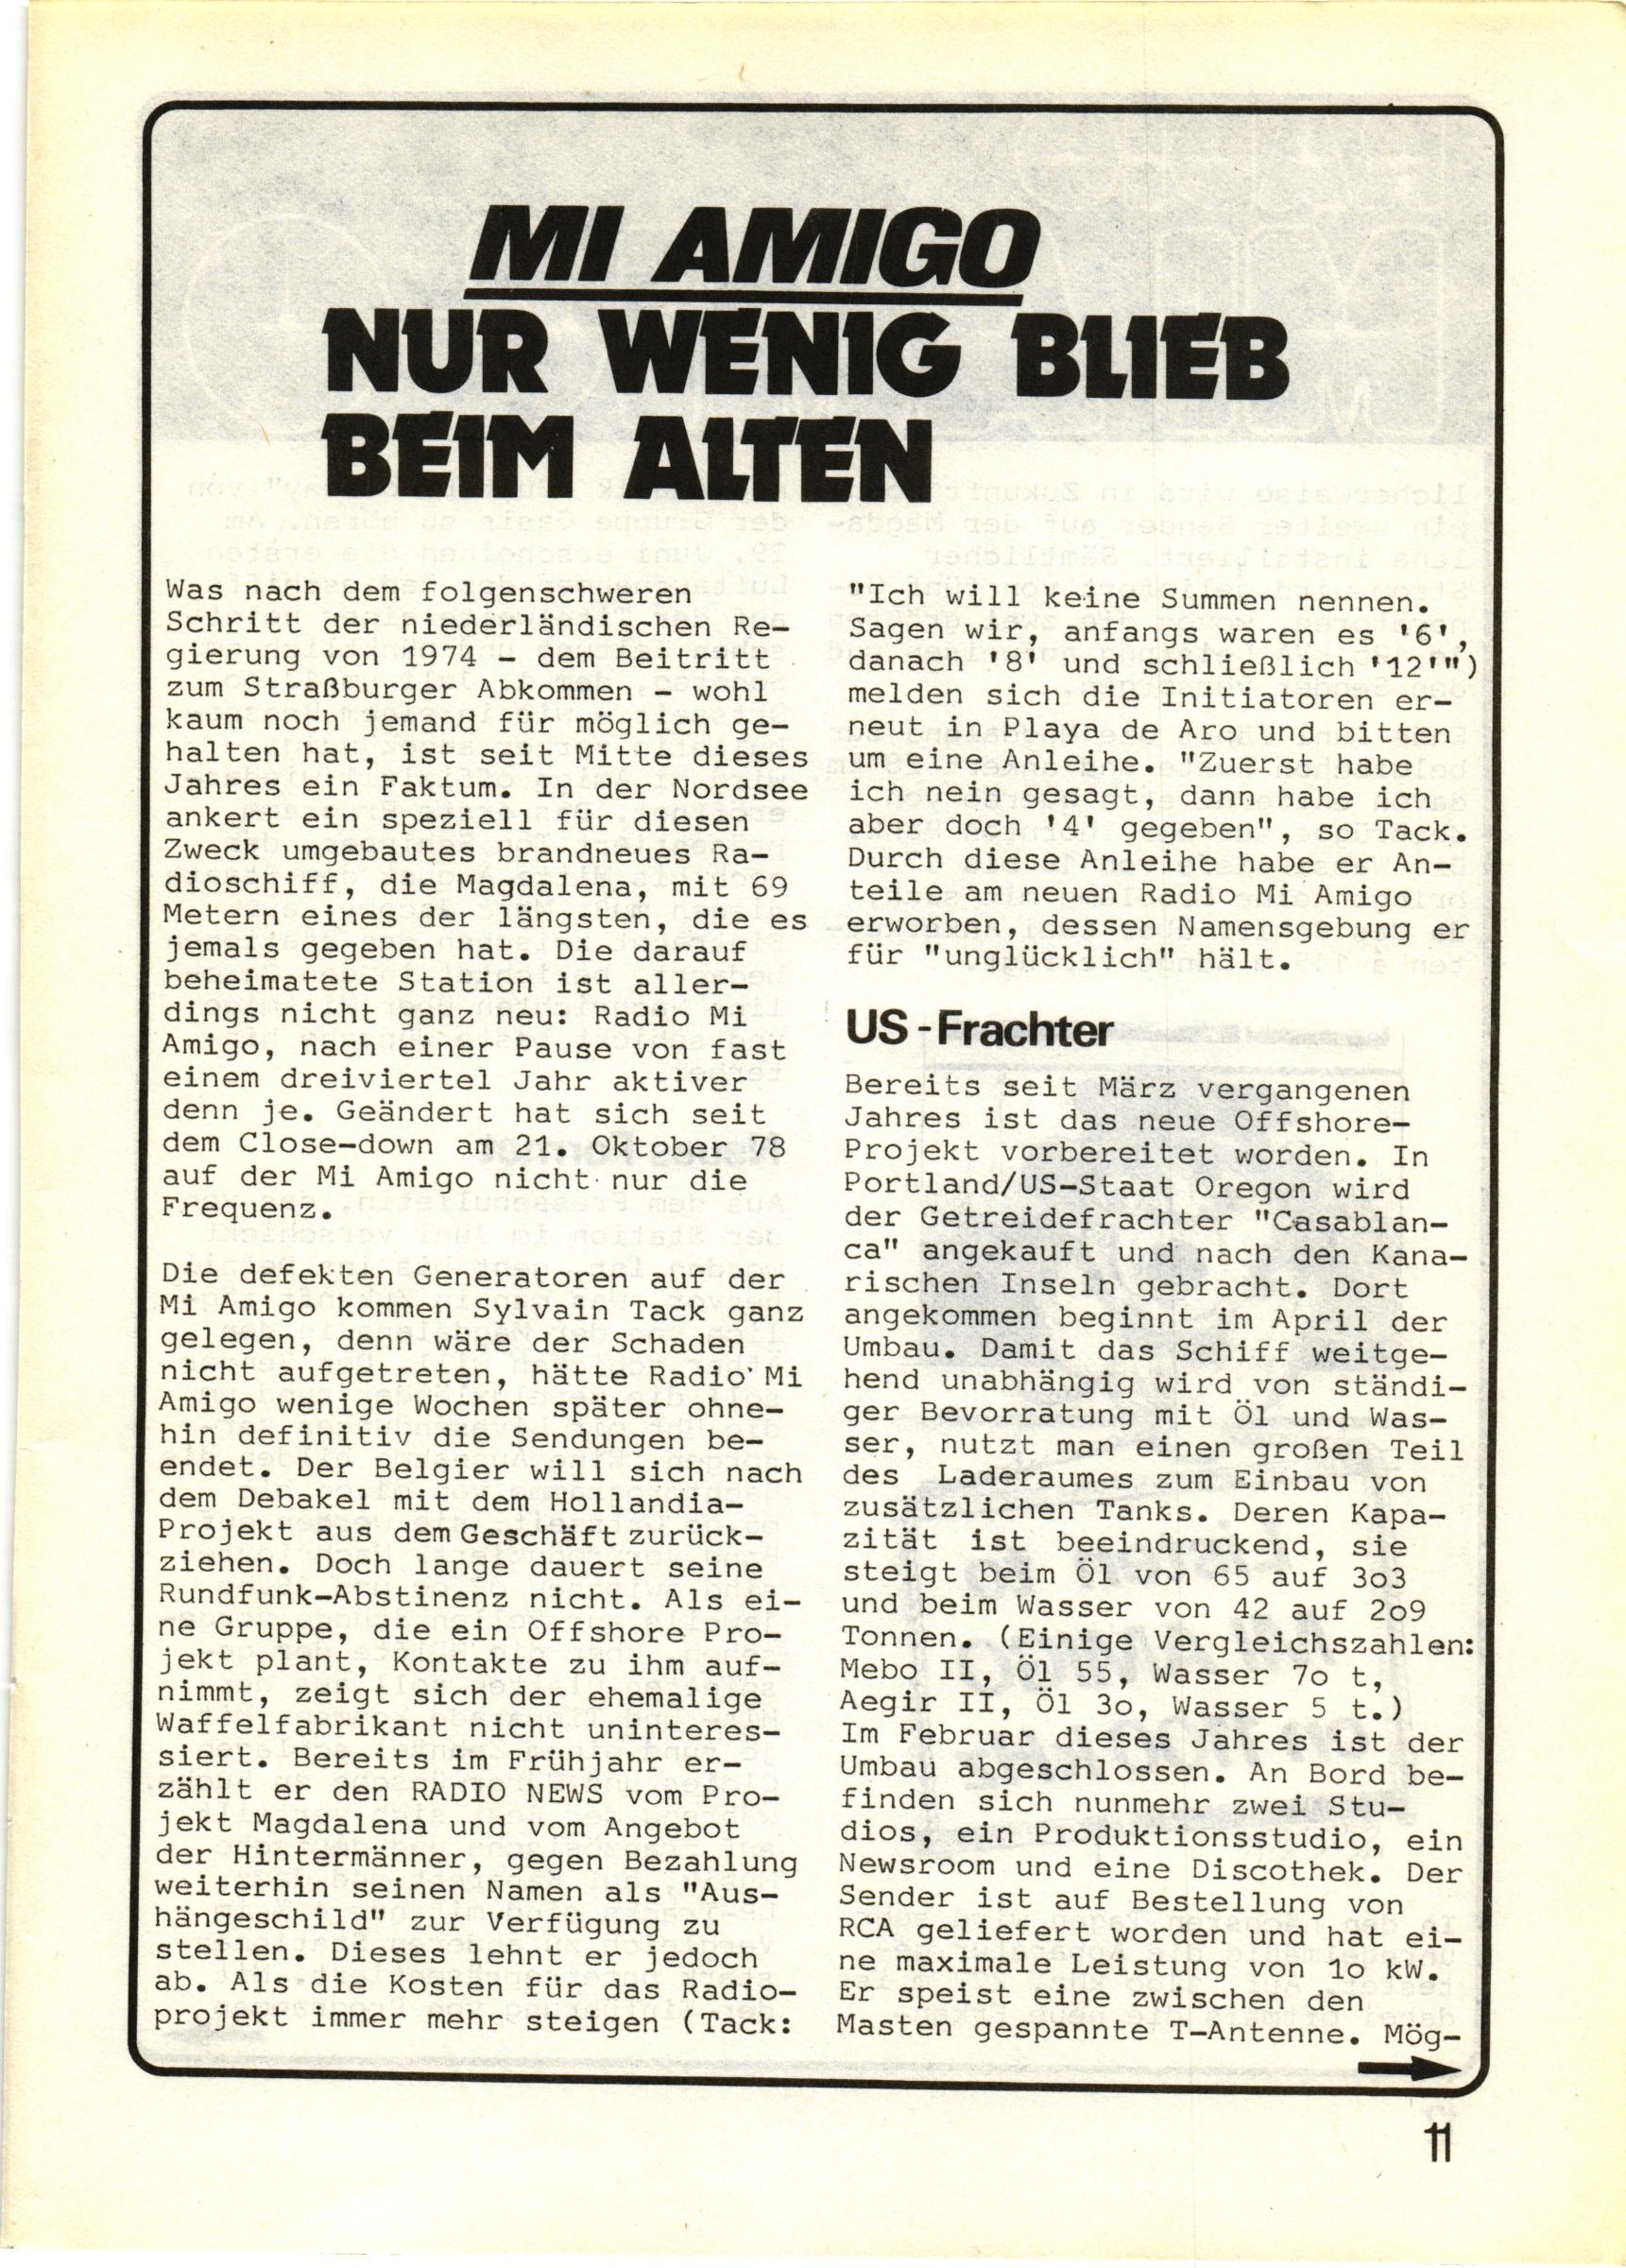 MI AMIGO
NUR WENIG BLIEB
BEIM ALTEN
Was nach dem folgenschweren
Schritt der niederländischen Re-
gierung von 1974 - dem Beitritt
zum Straßburger Abkommen - wohl
kaum noch jemand für möglich ge-
halten hat, ist seit Mitte dieses
Jahres ein Faktum. In der Nordsee
ankert ein speziell für diesen
Zweck umgebautes brandneues Ra-
dioschiff, die Magdalena, mit 69
Metern eines der längsten, die es
jemals gegeben hat. Die darauf
beheimatete Station ist aller-
dings nicht ganz neu: Radio Mi
Amigo, nach einer Pause von fast
einem dreiviertel Jahr aktiver
denn je. Geändert hat sich seit
dem Close-down am 21. Oktober 78
auf der Mi Amigo nicht nur die
Frequenz.
Die defekten Generatoren auf der
Mi Amigo kommen Sylvain Tack ganz
gelegen, denn wäre der Schaden
nicht aufgetreten, hätte Radio Mi
Amigo wenige Wochen später ohne-
hin definitiv die Sendungen be-
endet. Der Belgier will sich nach
dem Debakel mit dem Hollandia-
Projekt aus dem Geschäft zurück-
ziehen. Doch lange dauert seine
Rundfunk-Abstinenz nicht. Als ei-
ne Gruppe, die ein Offshore Pro-
jekt plant, Kontakte zu ihm auf-
nimmt, zeigt sich der ehemalige
Waffelfabrikant nicht uninteres-
siert. Bereits im Frühjahr er-
zählt er den RADIO NEWS vom Pro-
jekt Magdalena und vom Angebot
der Hintermänner, gegen Bezahlung
weiterhin seinen Namen als "Aus-
hängeschild" zur Verfügung zu
stellen. Dieses lehnt er jedoch
ab. Als die Kosten für das Radio-
projekt immer mehr steigen (Tack:
"Ich will keine Summen nennen.
Sagen wir, anfangs waren es '6',
danach '8' und schließlich '12'")
melden sich die Initiatoren er-
neut in Playa de Aro und bitten
um eine Anleihe. "Zuerst habe
ich nein gesagt, dann habe ich
aber doch '4' gegeben", so Tack.
Durch diese Anleihe habe er An-
teile am neuen Radio Mi Amigo
erworben, dessen Namensgebung er
für "unglücklich" hält.
US-Frachter
Bereits seit März vergangenen
Jahres ist das neue Offshore-
Projekt vorbereitet worden. In
Portland/US-Staat Oregon wird
der Getreidefrachter "Casablan-
ca" angekauft und nach den Kana-
rischen Inseln gebracht. Dort
angekommen beginnt im April der
Umbau. Damit das Schiff weitge-
hend unabhängig wird von ständi-
ger Bevorratung mit Öl und Was-
ser, nutzt man einen großen Teil
des Laderaumes zum Einbau von
zusätzlichen Tanks. Deren Kapa-
zität ist beeindruckend, sie
steigt beim Öl von 65 auf 3o3
und beim Wasser von 42 auf 2o9
Tonnen. (Einige Vergleichszahlen:
Mebo II, Öl 55, Wasser 7o t,
Aegir II, Öl 3o, Wasser 5 t.)
Im Februar dieses Jahres ist der
Umbau abgeschlossen. An Bord be-
finden sich nunmehr zwei Stu-
dios, ein Produktionsstudio, ein
Newsroom und eine Discothek. Der
Sender ist auf Bestellung von
RCA geliefert worden und hat ei-
ne maximale Leistung von 1o kW.
Er speist eine zwischen den
Masten gespannte T-Antenne. Mög-
11